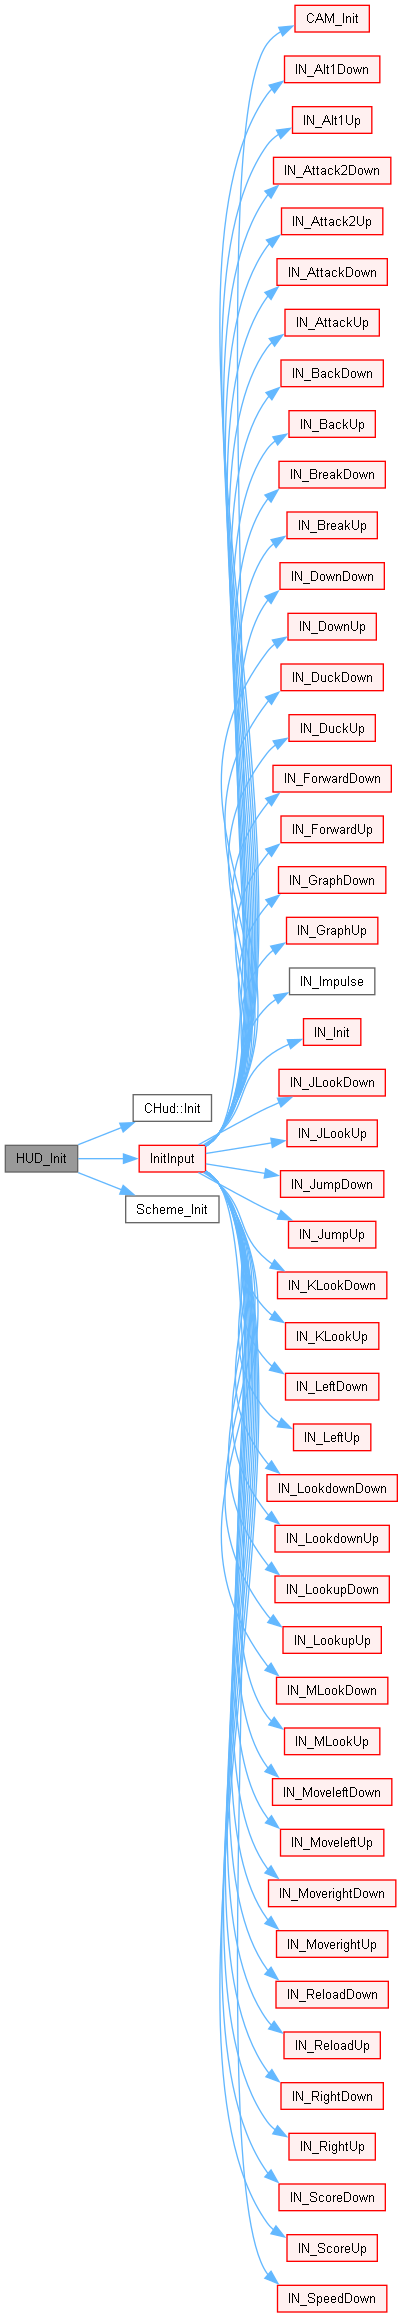 CAM_Init
IN_Alt1Down
IN_Alt1Up
IN_Attack2Down
IN_Attack2Up
IN_AttackDown
IN_AttackUp
IN_BackDown
IN_BackUp
IN_BreakDown
IN_BreakUp
IN_DownDown
IN_DownUp
IN_DuckDown
IN_DuckUp
IN_ForwardDown
IN_ForwardUp
IN_GraphDown
IN_GraphUp
IN_Impulse
IN_Init
IN_JLookDown
CHud::Init
IN_JLookUp
HUD_Init
InitInput
IN_JumpDown
Scheme_Init
IN_JumpUp
IN_KLookDown
IN_KLookUp
IN_LeftDown
IN_LeftUp
IN_LookdownDown
IN_LookdownUp
IN_LookupDown
IN_LookupUp
IN_MLookDown
IN_MLookUp
IN_MoveleftDown
IN_MoveleftUp
IN_MoverightDown
IN_MoverightUp
IN_ReloadDown
IN_ReloadUp
IN_RightDown
IN_RightUp
IN_ScoreDown
IN_ScoreUp
IN_SpeedDown